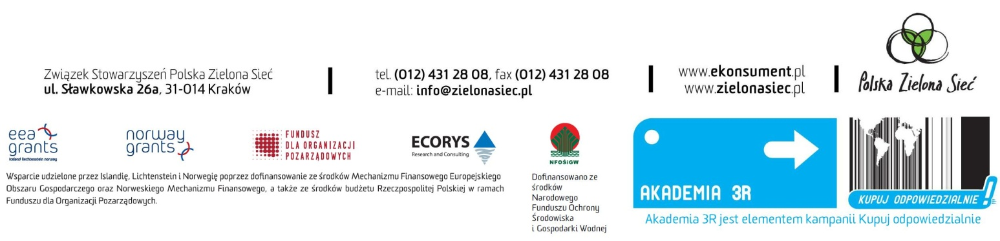 Związek Stowarzyszeń Polska Zielona Sieć
ul. Sławkowska 26a, 31-014 Kraków
tel. (012) 431 28 08, fax (012) 431 28 08
e-mail: info@zielonasiec.pl
www.ekonsument.pl
www.zielonasiec.pl
Polska Zielona Sieć
eea
grants
iceland liechtenstein norway
norway
grants
FUNDUSZ
DLA ORGANIZACJI
POZARZĄDOWYCH
ECORYS
Research and Consulting
NFOŚiGW
Wsparcie udzielone przez Islandię, Lichtenstein i Norwegię poprzez dofinansowanie ze środków Mechanizmu Finansowego Europejskiego
Obszaru Gospodarczego oraz Norweskiego Mechanizmu Finansowego, a także ze środków budżetu Rzeczpospolitej Polskiej w ramach
Funduszu dla Organizacji Pozarządowych.
Dofinansowano ze
środków
Narodowego
Funduszu Ochrony
Środowiska
i Gospodarki Wodnej
AKADEMIA 3R
KUPUJ ODPOWIEDZIALNIE!
Akademia 3R jest elementem kampanii Kupuj odpowiedzialnie